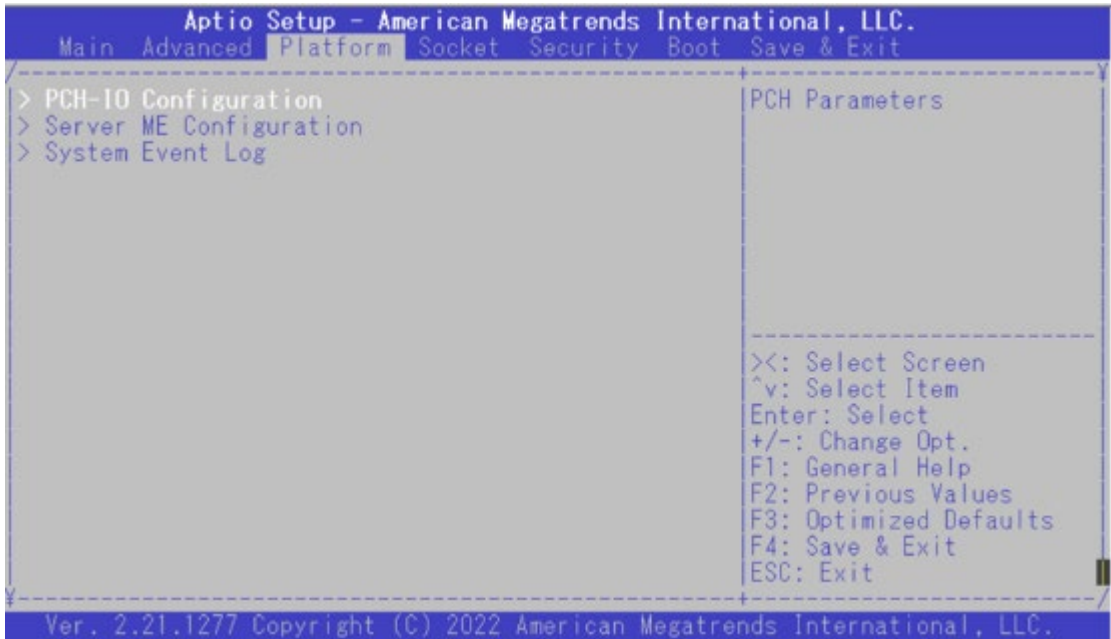 Aptio Setup - American Megatrends International, LLC.
Main Advanced Platform Socket Security Boot Save & Exit
> PCH-IO Configuration
> Server ME Configuration
> System Event Log
PCH Parameters
><: Select Screen
^v: Select Item
Enter: Select
+/-: Change Opt.
F1: General Help
F2: Previous Values
F3: Optimized Defaults
F4: Save & Exit
ESC: Exit
Ver. 2.21.1277 Copyright (C) 2022 American Megatrends International, LLC.